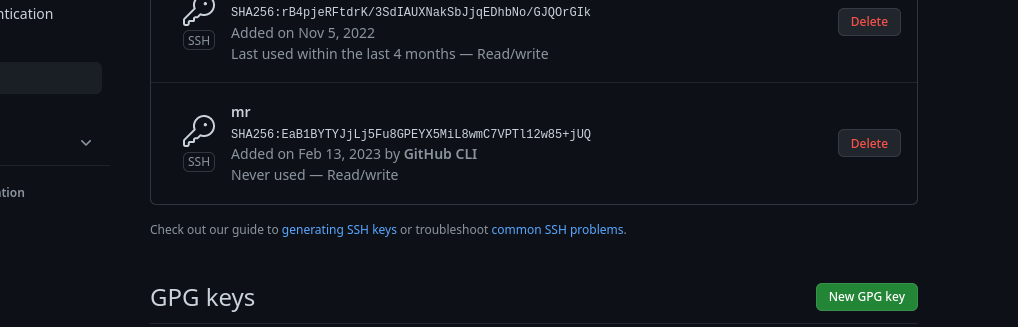 ntication
SHA256:rB4pjeRFtdrK/3SdIAUXNakSbJjqEDhbNo/GJQOrGIk
Delete
SSH
Added on Nov 5, 2022
Last used within the last 4 months — Read/write
mr
SHA256:EaB1BYTYJjLj5Fu8GPEYX5MiL8wmC7VPTl12w85+jUQ
Delete
SSH
Added on Feb 13, 2023 by GitHub CLI
Never used — Read/write
ation
Check out our guide to generating SSH keys or troubleshoot common SSH problems.
GPG keys
New GPG key